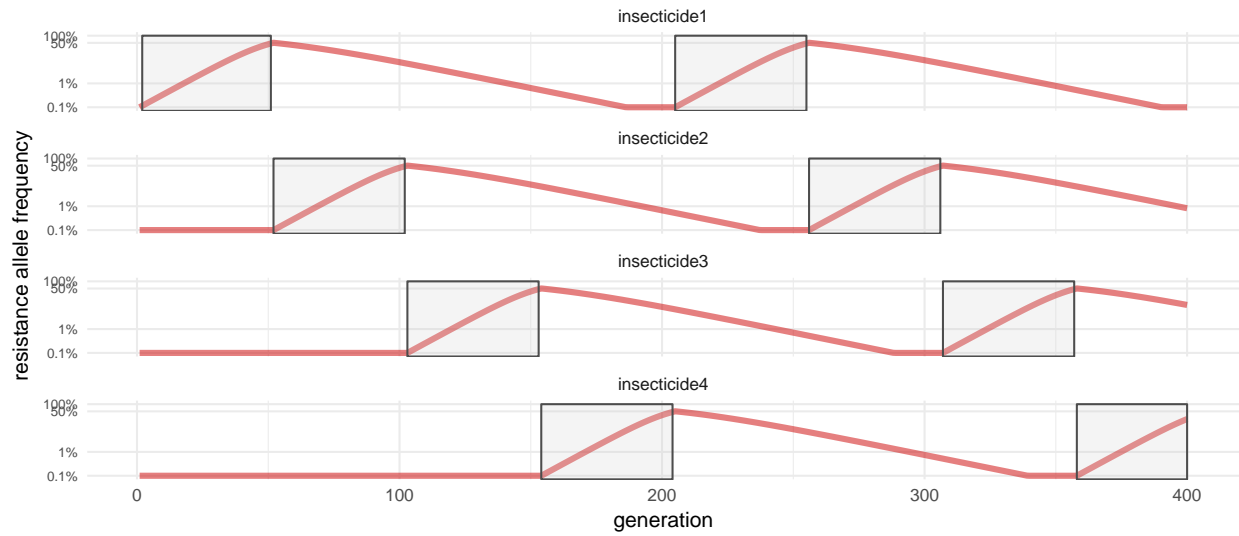 insecticide1
100%
50%
1%
0.1%
insecticide2
100%
50%
1%
0.1%
insecticide3
100%
50%
1%
0.1%
insecticide4
100%
50%
1%
0.1%
0 100 200 300 400
generation
resistance allele frequency